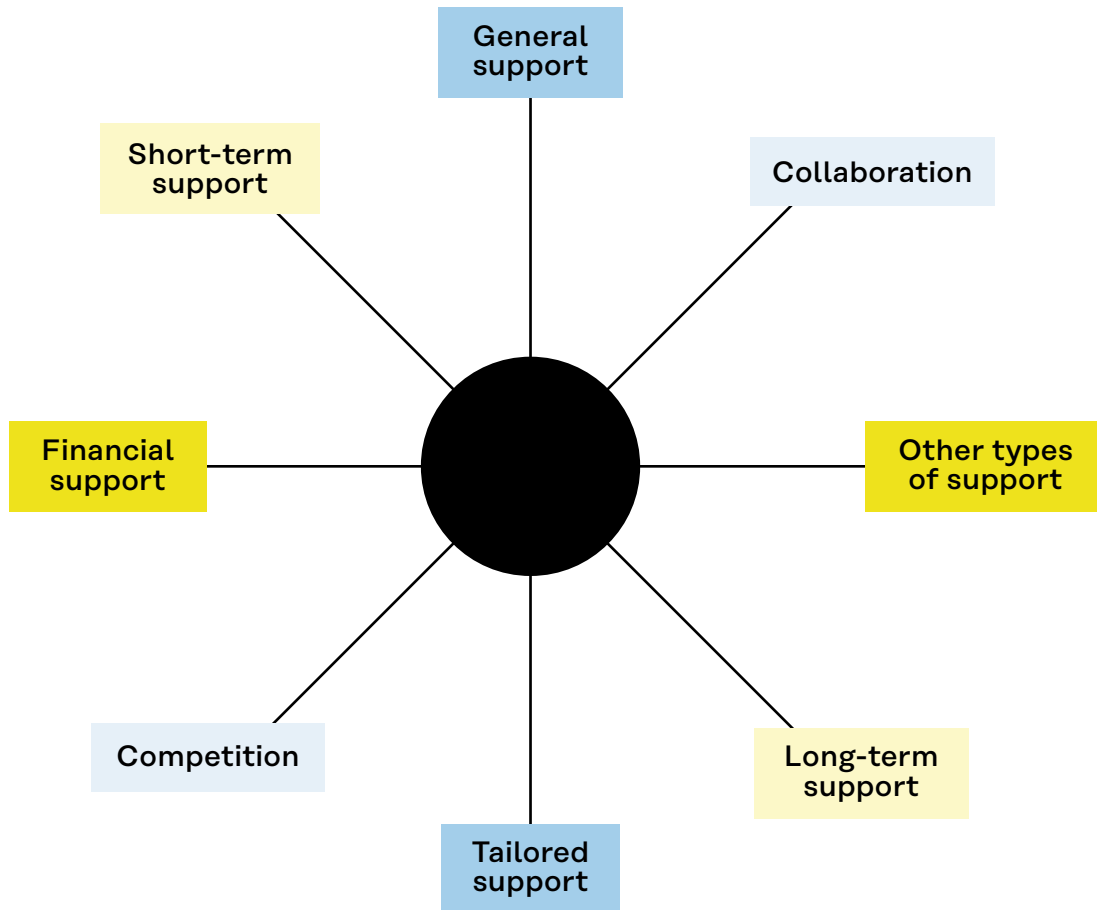 General
support
Short-term
support
Collaboration
Financial
support
Other types
of support
Competition
Long-term
support
Tailored
support